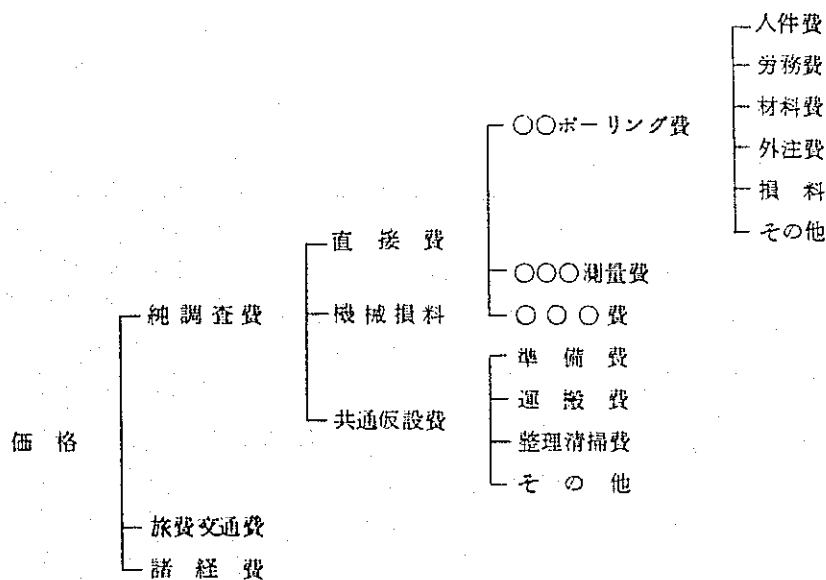 人件費
労務費
材料費
○○ボーリング費
外注費
損料
その他
直接費
○○○測量費
純調査費
機械損料
○○○費
準備費
運搬費
共通仮設費
価格
整理清掃費
その他
旅費交通費
諸経費